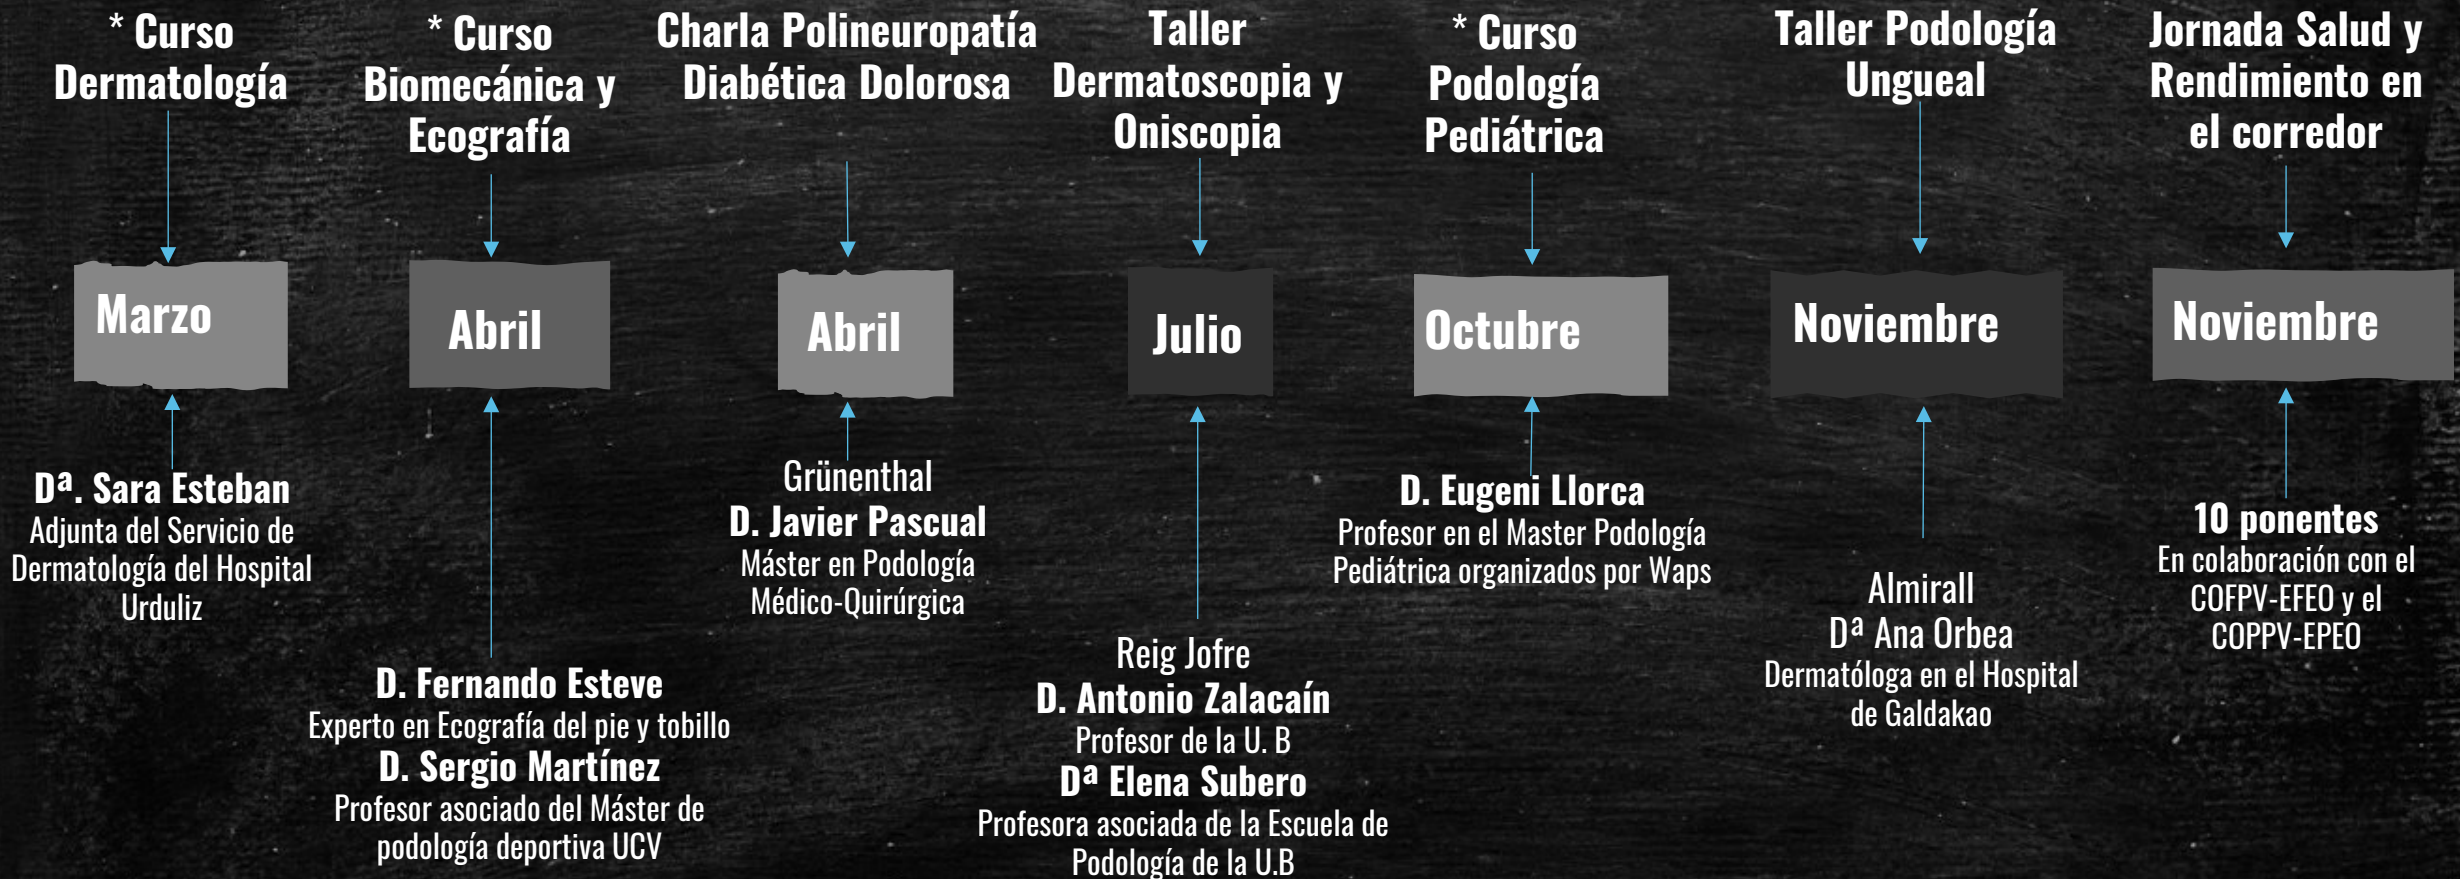 * Curso
Dermatología
* Curso
Biomecánica y
Ecografía
Charla Polineuropatía
Diabética Dolorosa
Taller
Dermatoscopia y
Oniscopia
* Curso
Podología
Pediátrica
Taller Podología
Ungueal
Jornada Salud y
Rendimiento en
el corredor
Marzo
Abril
Abril
Julio
Octubre
Noviembre
Noviembre
Dª. Sara Esteban
Adjunta del Servicio de
Dermatología del Hospital
Urduliz
D. Fernando Esteve
Experto en Ecografía del pie y tobillo
D. Sergio Martínez
Profesor asociado del Máster de
podología deportiva UCV
Grünenthal
D. Javier Pascual
Máster en Podología
Médico-Quirúrgica
Reig Jofre
D. Antonio Zalacaín
Profesor de la U. B
Dª Elena Subero
Profesora asociada de la Escuela de
Podología de la U.B
D. Eugeni Llorca
Profesor en el Master Podología
Pediátrica organizados por Waps
Almirall
Dª Ana Orbea
Dermatóloga en el Hospital
de Galdakao
10 ponentes
En colaboración con el
COFPV-EFEO y el
COPPV-EPEO